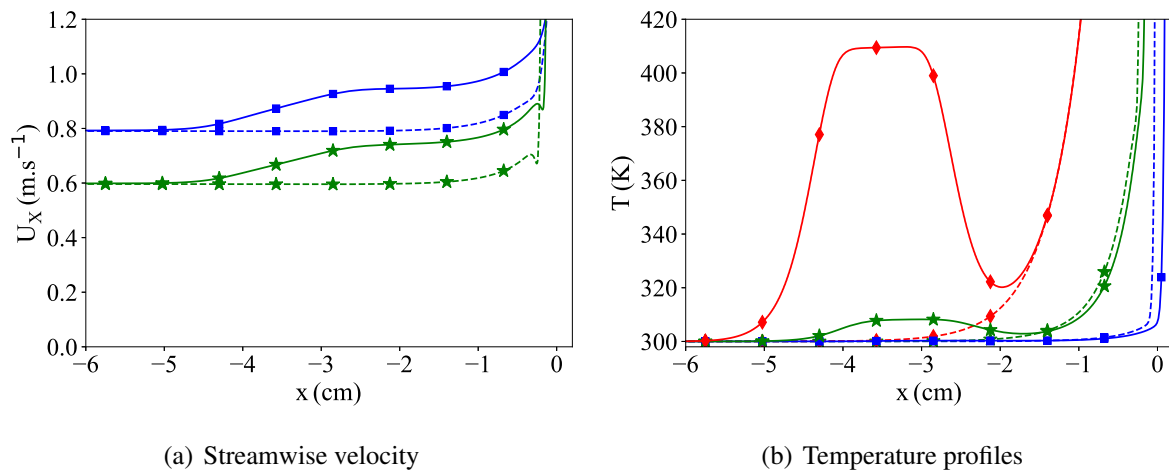 1.2
1.0
0.8
0.6
0.4
0.2
0.0
U_X (m.s⁻¹)
−6 −5 −4 −3 −2 −1 0
x (cm)
(a) Streamwise velocity
420
400
380
360
340
320
300
T (K)
−6 −5 −4 −3 −2 −1 0
x (cm)
(b) Temperature profiles